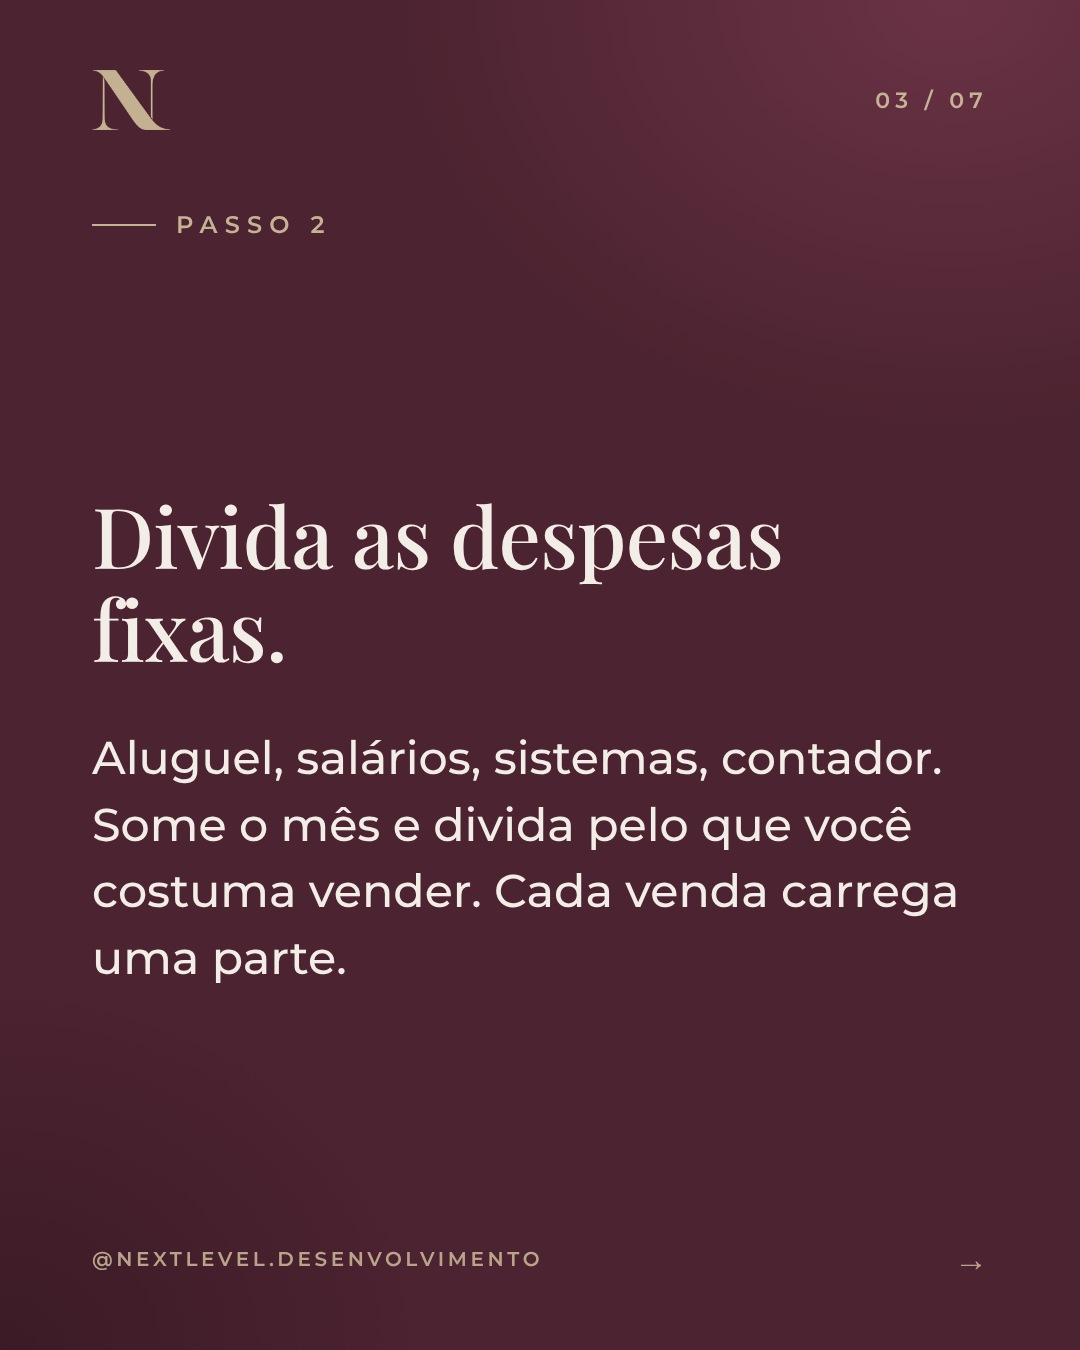 N
03 / 07
PASSO 2
Divida as despesas
fixas.
Aluguel, salários, sistemas, contador.
Some o mês e divida pelo que você
costuma vender. Cada venda carrega
uma parte.
@NEXTLEVEL.DESENVOLVIMENTO
→